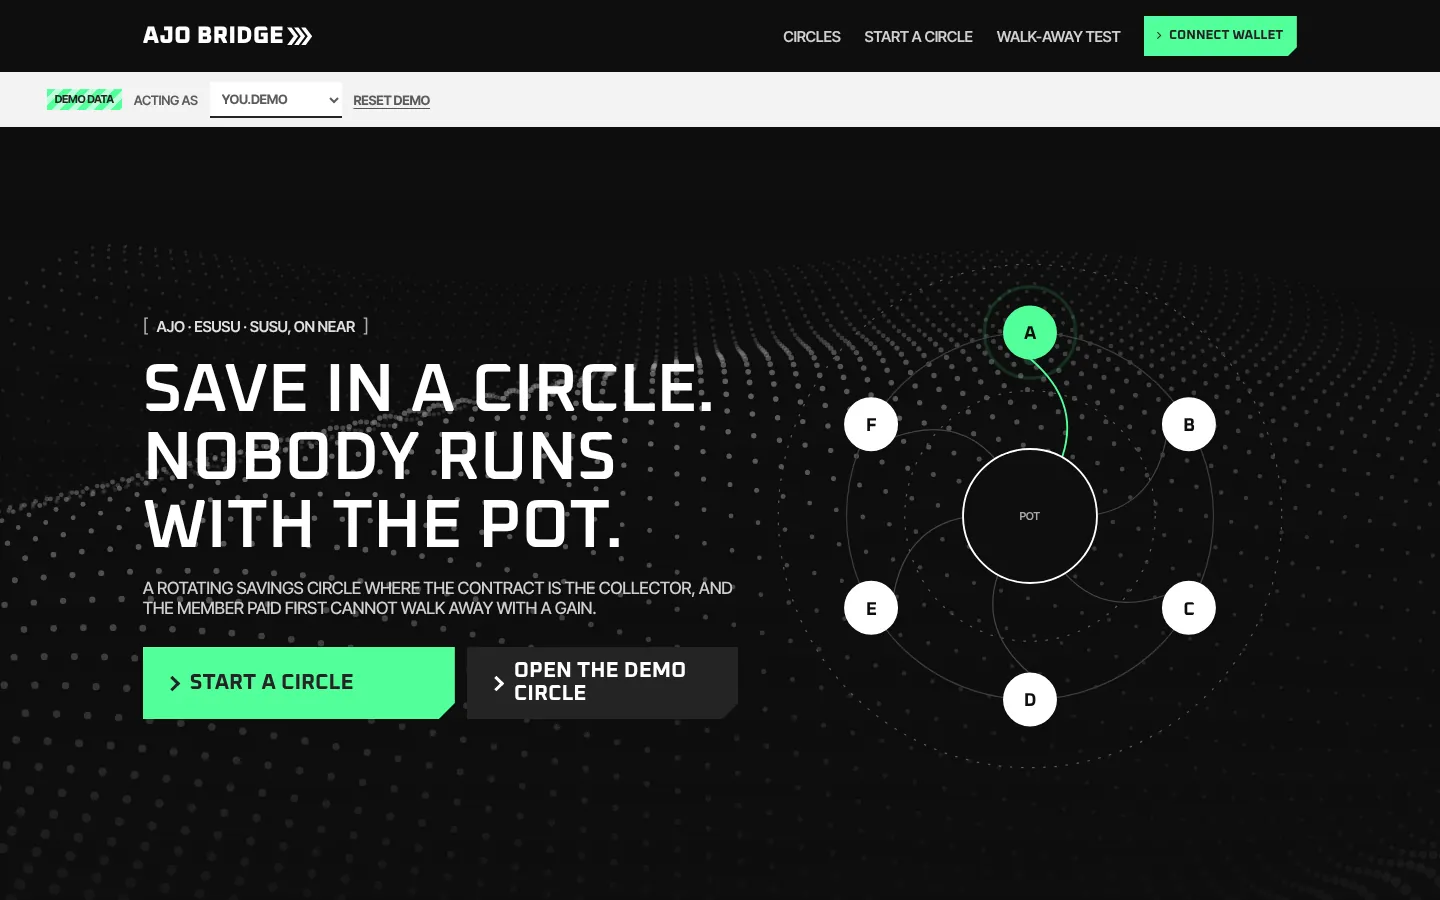 AJO BRIDGE
CIRCLES START A CIRCLE WALK-AWAY TEST CONNECT WALLET
DEMO DATA ACTING AS YOU.DEMO RESET DEMO
[ AJO · ESUSU · SUSU, ON NEAR ]
SAVE IN A CIRCLE.
NOBODY RUNS
WITH THE POT.
A ROTATING SAVINGS CIRCLE WHERE THE CONTRACT IS THE COLLECTOR, AND
THE MEMBER PAID FIRST CANNOT WALK AWAY WITH A GAIN.
START A CIRCLE
OPEN THE DEMO
CIRCLE
A
F
B
POT
E
C
D